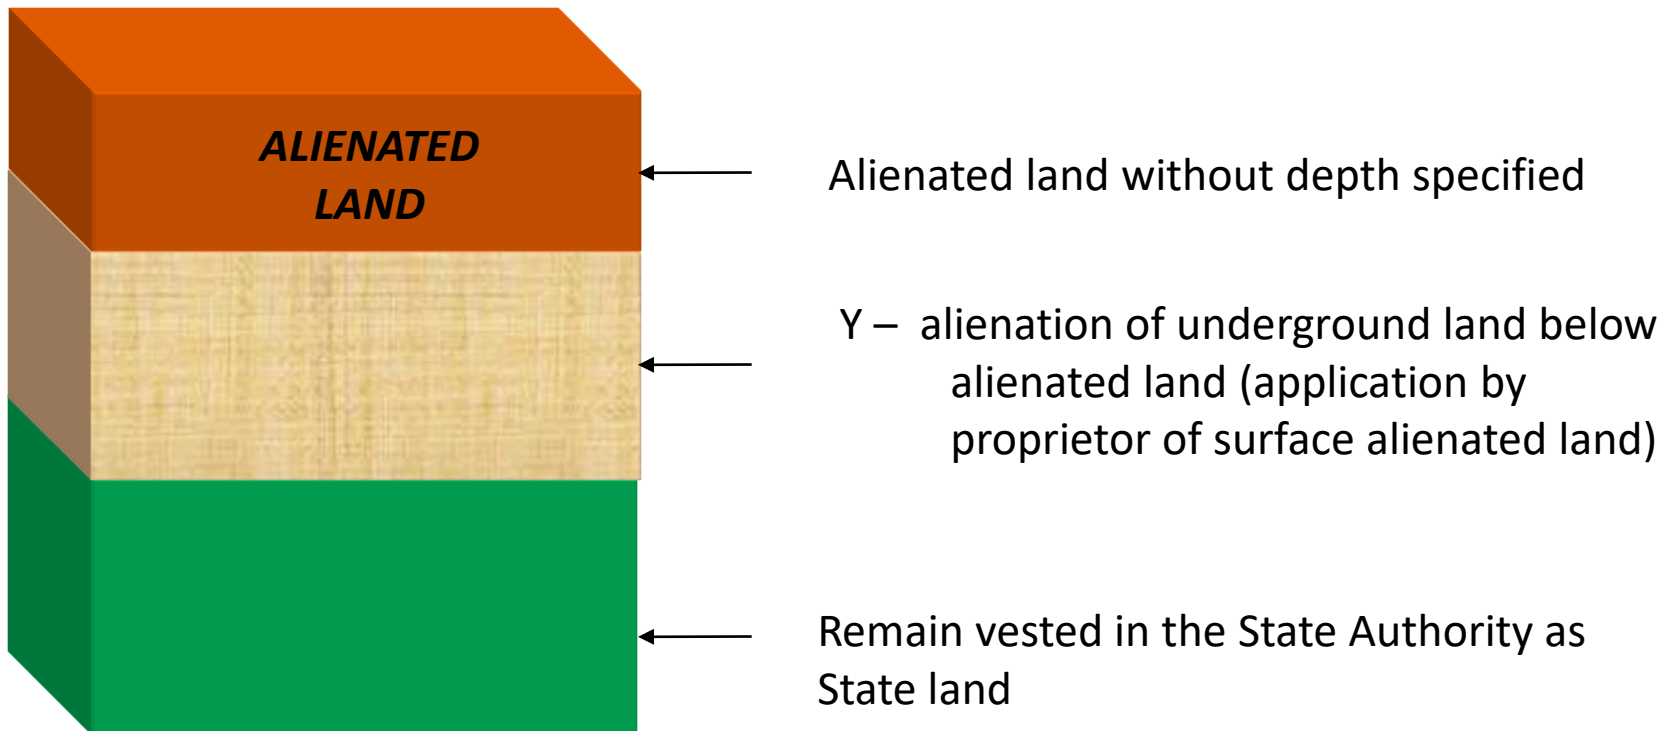 ALIENATED
LAND
Alienated land without depth specified
Y – alienation of underground land below
alienated land (application by
proprietor of surface alienated land)
Remain vested in the State Authority as
State land